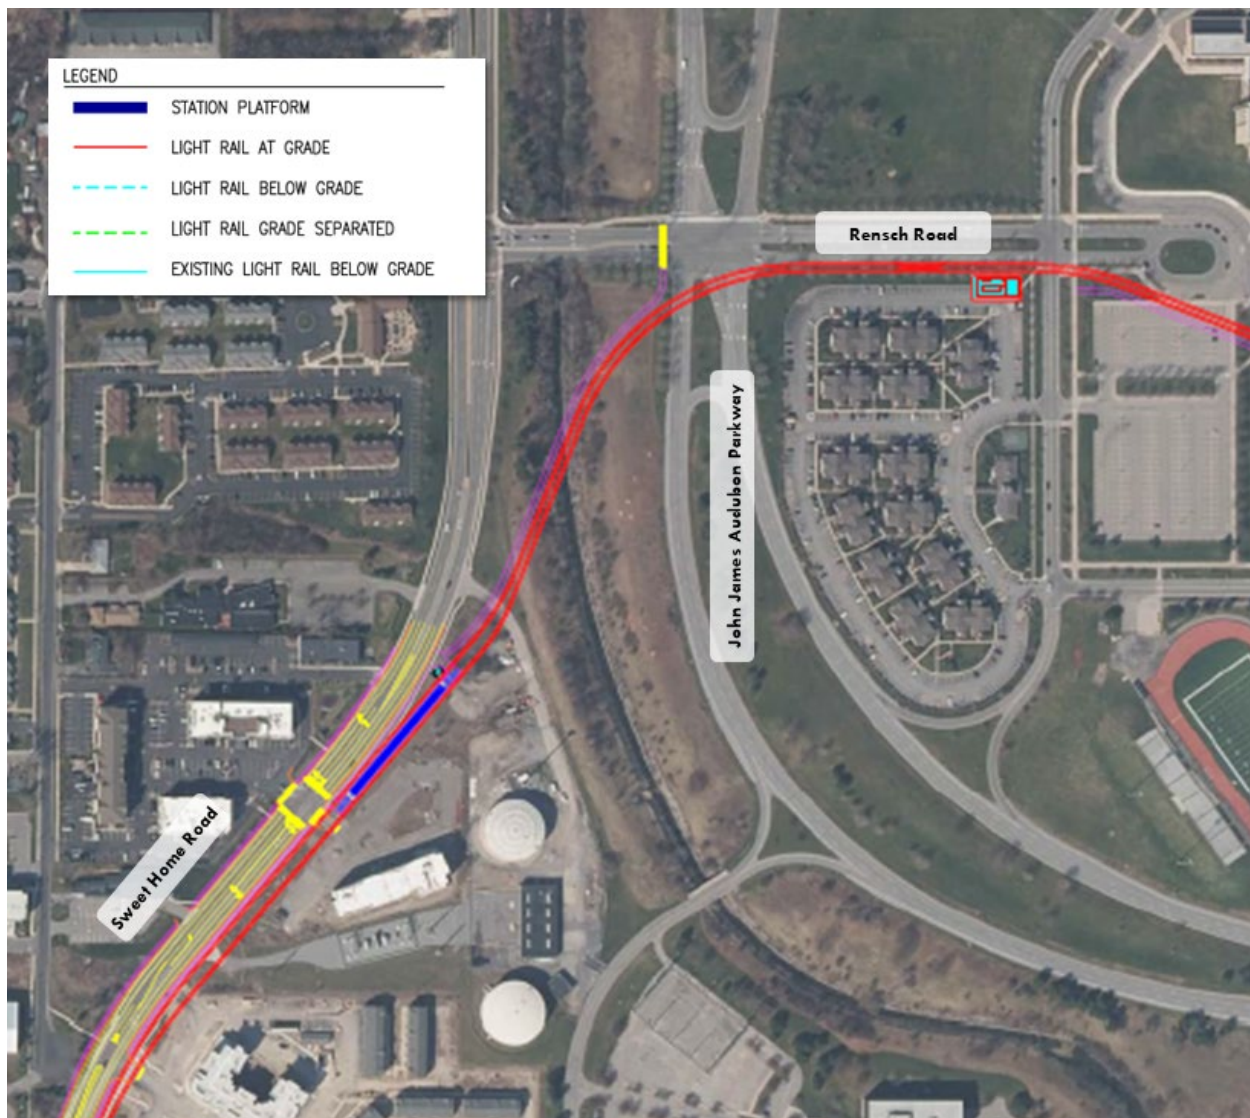 LEGEND
STATION PLATFORM
LIGHT RAIL AT GRADE
LIGHT RAIL BELOW GRADE
LIGHT RAIL GRADE SEPARATED
EXISTING LIGHT RAIL BELOW GRADE
Rensch Road
John James Audubon Parkway
Sweet Home Road